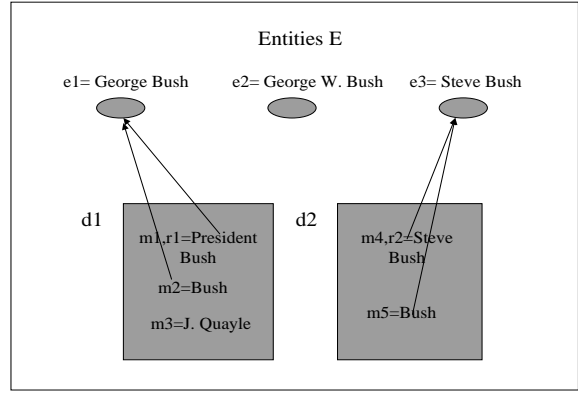 Entities E
e1= George Bush
e2= George W. Bush
e3= Steve Bush
d1
m1,r1=President
Bush
m2=Bush
m3=J. Quayle
d2
m4,r2=Steve
Bush
m5=Bush